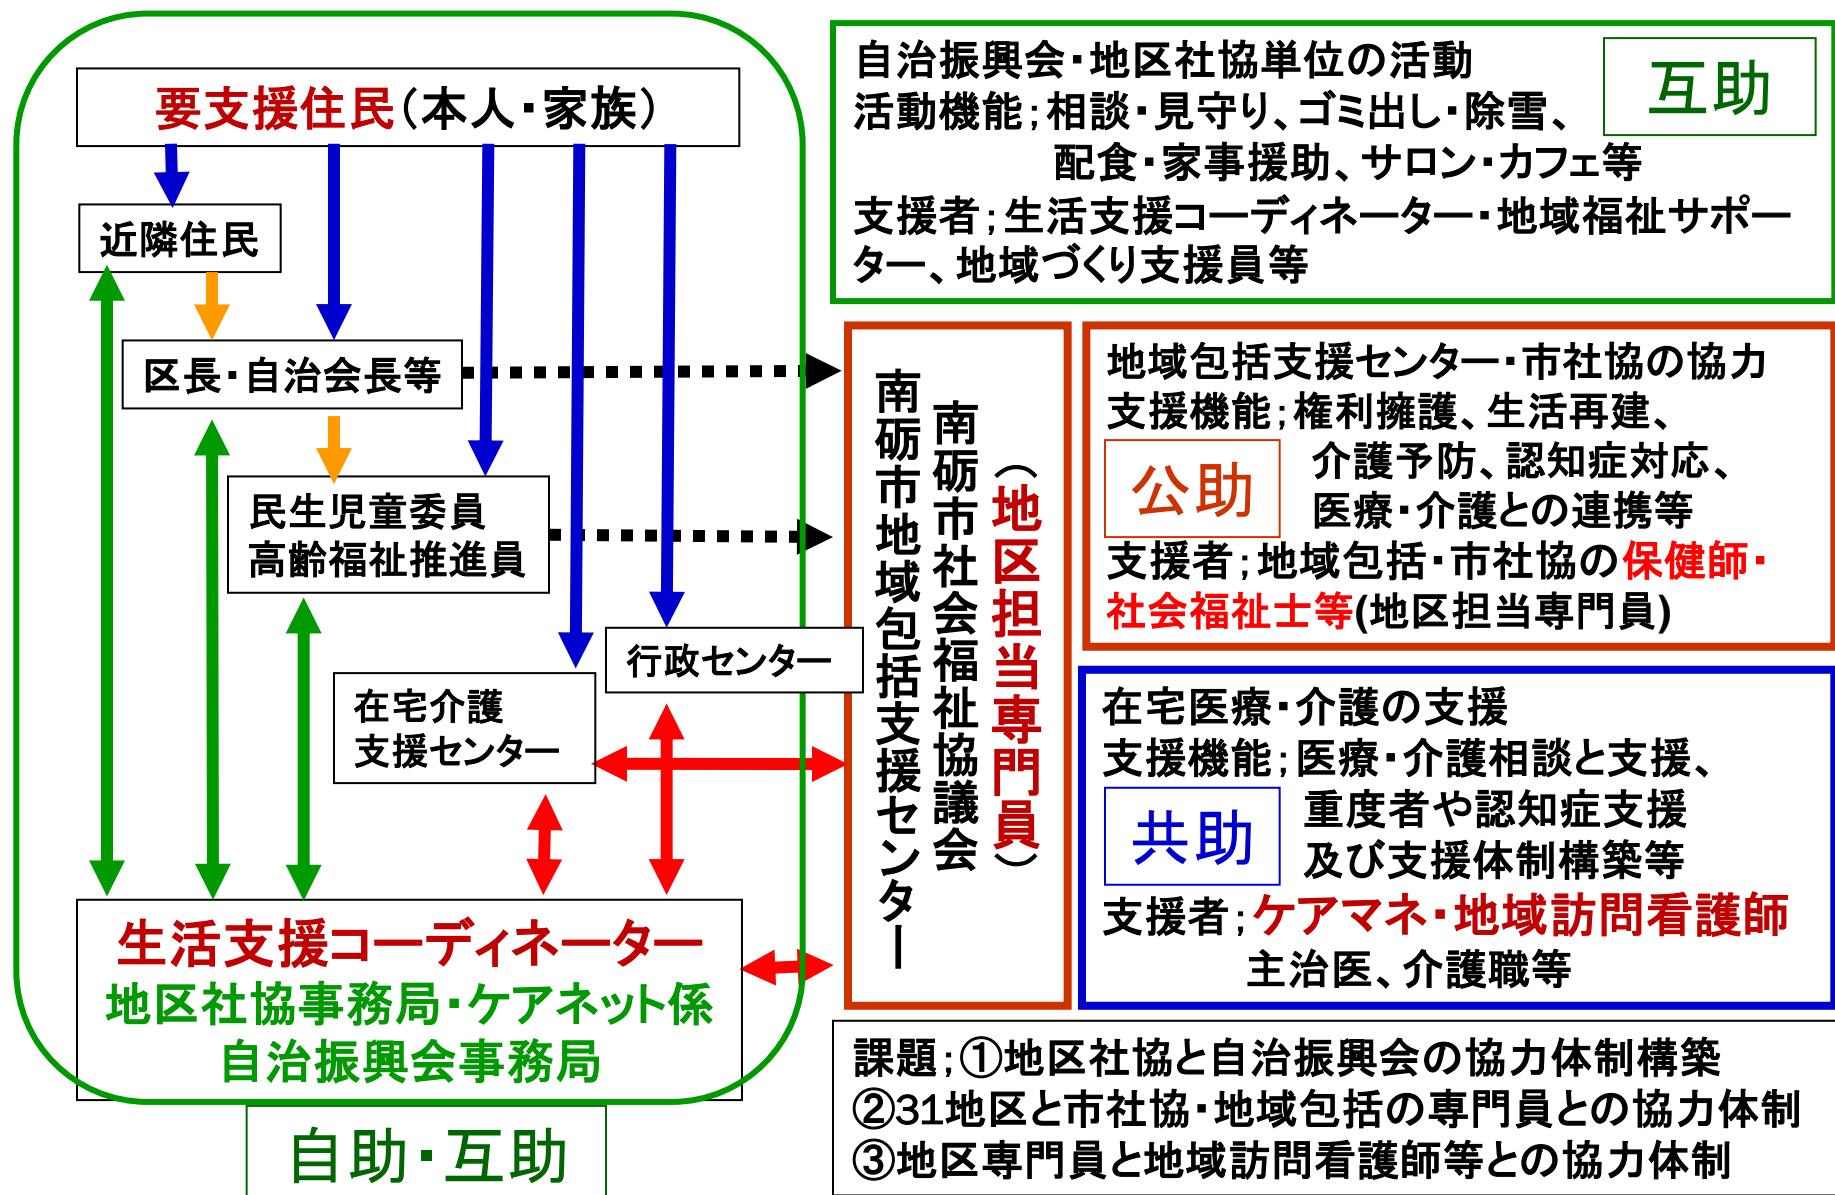 要支援住民（本人・家族）
近隣住民
区長・自治会長等
民生児童委員
高齢福祉推進員
行政センター
在宅介護
支援センター
生活支援コーディネーター
地区社協事務局・ケアネット係
自治振興会事務局
自助・互助
自治振興会・地区社協単位の活動
互助
活動機能；相談・見守り、ゴミ出し・除雪、
配食・家事援助、サロン・カフェ等
支援者；生活支援コーディネーター・地域福祉サポー
ター、地域づくり支援員等
（地区担当専門員）
南砺市社会福祉協議会
南砺市地域包括支援センター
地域包括支援センター・市社協の協力
支援機能；権利擁護、生活再建、
公助
介護予防、認知症対応、
医療・介護との連携等
支援者；地域包括・市社協の保健師・
社会福祉士等(地区担当専門員)
在宅医療・介護の支援
支援機能；医療・介護相談と支援、
共助
重度者や認知症支援
及び支援体制構築等
支援者；ケアマネ・地域訪問看護師
主治医、介護職等
課題；①地区社協と自治振興会の協力体制構築
②31地区と市社協・地域包括の専門員との協力体制
③地区専門員と地域訪問看護師等との協力体制